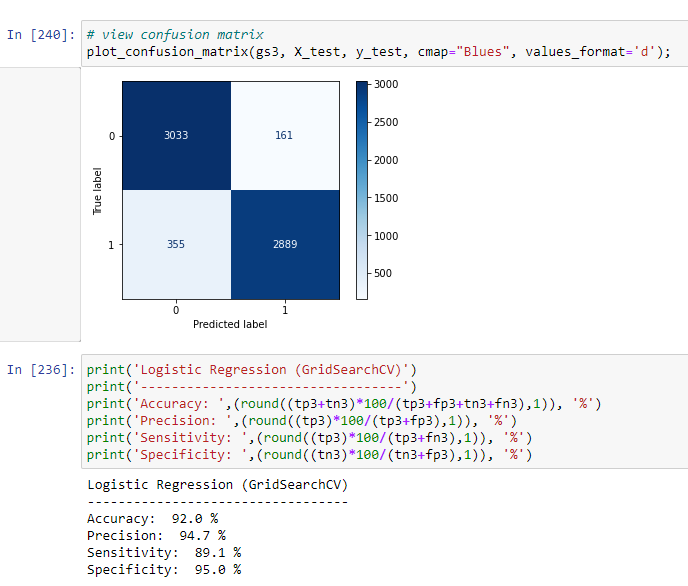 In [240]: # view confusion matrix
plot_confusion_matrix(gs3, X_test, y_test, cmap="Blues", values_format='d');
3000
0
3033
161
2500
2000
True label
1500
1
355
2889
1000
500
0
1
Predicted label
In [236]: print('Logistic Regression (GridSearchCV)')
print('----------------------------------')
print('Accuracy: ',(round((tp3+tn3)*100/(tp3+fp3+tn3+fn3),1)), '%')
print('Precision: ',(round((tp3)*100/(tp3+fp3),1)), '%')
print('Sensitivity: ',(round((tp3)*100/(tp3+fn3),1)), '%')
print('Specificity: ',(round((tn3)*100/(tn3+fp3),1)), '%')
Logistic Regression (GridSearchCV)
----------------------------------
Accuracy:  92.0 %
Precision:  94.7 %
Sensitivity:  89.1 %
Specificity:  95.0 %